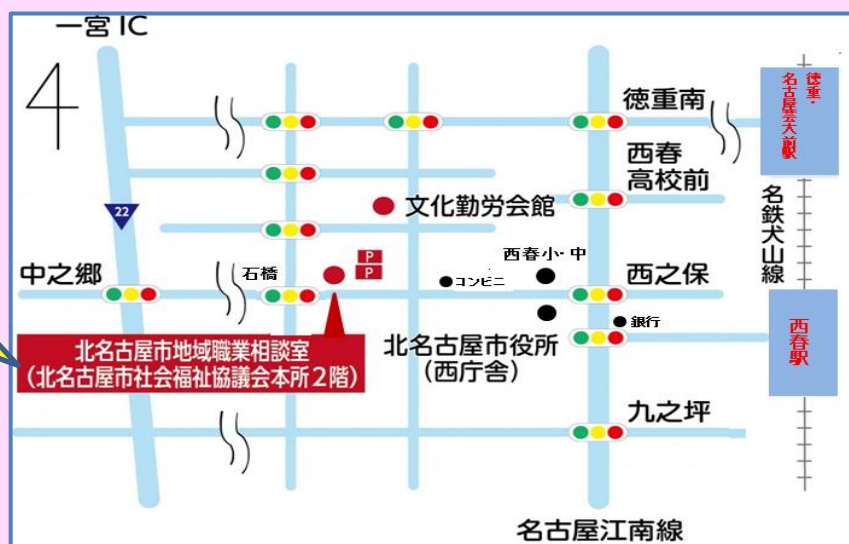 一宮 IC
4
徳重南
徳重・
名古屋芸大前駅
西春
高校前
22
文化勤労会館
名鉄犬山線
P
P
中之郷
石橋
コンビニ
西春小・中
西之保
銀行
西春駅
北名古屋市地域職業相談室
(北名古屋市社会福祉協議会本所2階)
北名古屋市役所
(西庁舎)
九之坪
名古屋江南線